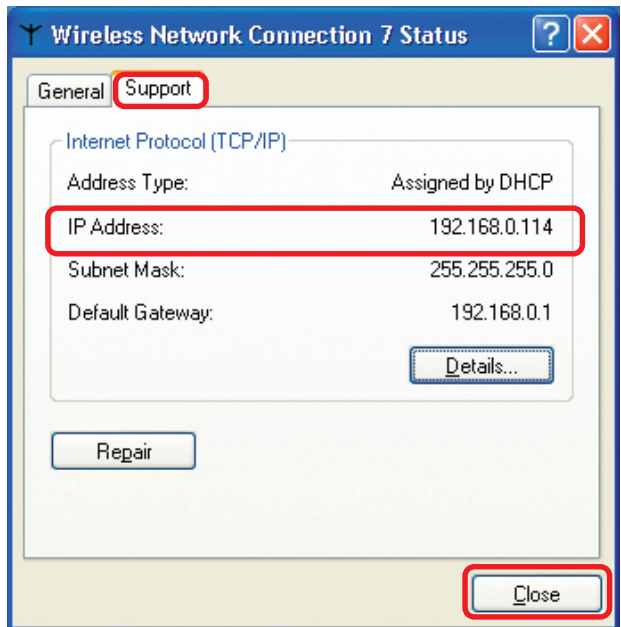 Wireless Network Connection 7 Status
General Support
Internet Protocol (TCP/IP)
Address Type: Assigned by DHCP
IP Address: 192.168.0.114
Subnet Mask: 255.255.255.0
Default Gateway: 192.168.0.1
Details...
Repair
Close